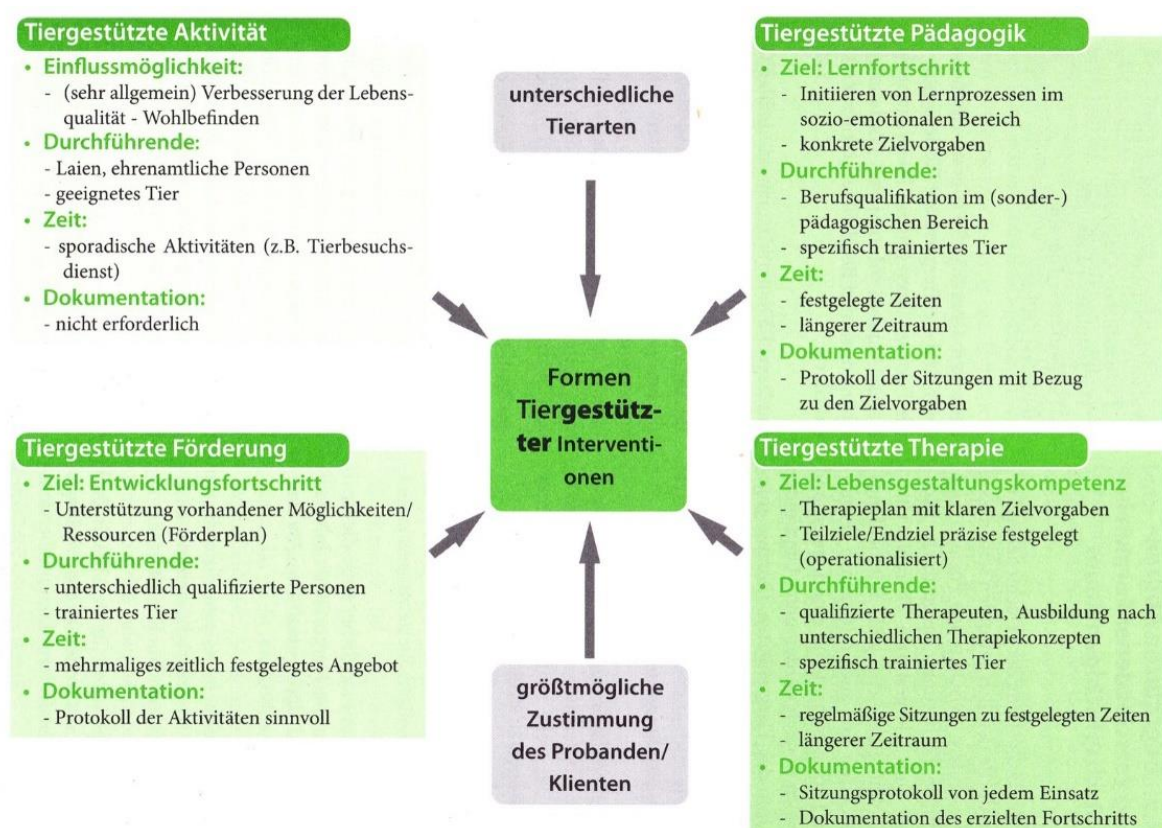 Tiergestützte Aktivität
• Einflussmöglichkeit:
- (sehr allgemein) Verbesserung der Lebens-
qualität - Wohlbefinden
• Durchführende:
- Laien, ehrenamtliche Personen
- geeignetes Tier
• Zeit:
- sporadische Aktivitäten (z.B. Tierbesuchs-
dienst)
• Dokumentation:
- nicht erforderlich
unterschiedliche
Tierarten
Tiergestützte Pädagogik
• Ziel: Lernfortschritt
- Initiieren von Lernprozessen im
sozio-emotionalen Bereich
- konkrete Zielvorgaben
• Durchführende:
- Berufsqualifikation im (sonder-)
pädagogischen Bereich
- spezifisch trainiertes Tier
• Zeit:
- festgelegte Zeiten
- längerer Zeitraum
• Dokumentation:
- Protokoll der Sitzungen mit Bezug
zu den Zielvorgaben
Formen
Tiergestütz-
ter Interventi-
onen
Tiergestützte Förderung
• Ziel: Entwicklungsfortschritt
- Unterstützung vorhandener Möglichkeiten/
Ressourcen (Förderplan)
• Durchführende:
- unterschiedlich qualifizierte Personen
- trainiertes Tier
• Zeit:
- mehrmaliges zeitlich festgelegtes Angebot
• Dokumentation:
- Protokoll der Aktivitäten sinnvoll
größtmögliche
Zustimmung
des Probanden/
Klienten
Tiergestützte Therapie
• Ziel: Lebensgestaltungskompetenz
- Therapieplan mit klaren Zielvorgaben
- Teilziele/Endziel präzise festgelegt
(operationalisiert)
• Durchführende:
- qualifizierte Therapeuten, Ausbildung nach
unterschiedlichen Therapiekonzepten
- spezifisch trainiertes Tier
• Zeit:
- regelmäßige Sitzungen zu festgelegten Zeiten
- längerer Zeitraum
• Dokumentation:
- Sitzungsprotokoll von jedem Einsatz
- Dokumentation des erzielten Fortschritts